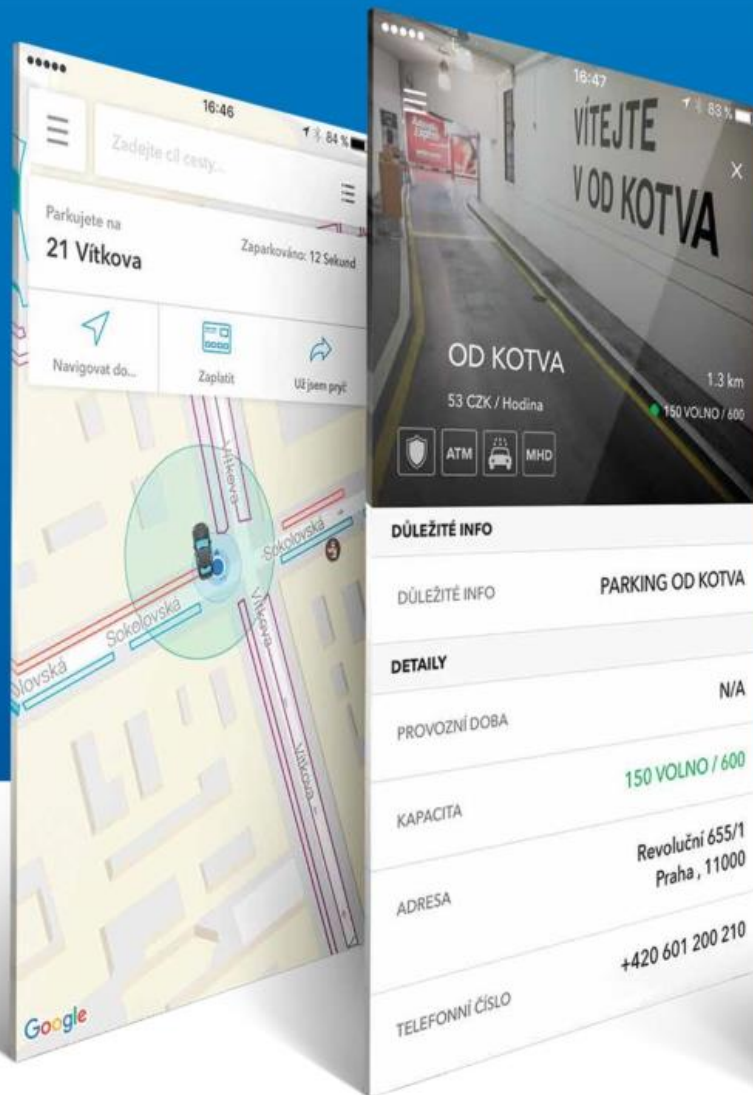 16:46
84 %
Zadejte cíl cesty...
Parkujete na
21 Vítkova
Zaparkováno: 12 Sekund
Navigovat do...
Zaplatit
Už jsem pryč
Vítkova
Sokolovská
Sokolovská
lovská
Vítkova
Vítkova
Google
16:47
83 %
VÍTEJTE
V OD KOTVA
X
OD KOTVA
53 CZK / Hodina
1.3 km
150 VOLNO / 600
ATM
MHD
DŮLEŽITÉ INFO
DŮLEŽITÉ INFO
PARKING OD KOTVA
DETAILY
PROVOZNÍ DOBA
N/A
KAPACITA
150 VOLNO / 600
ADRESA
Revoluční 655/1
Praha , 11000
TELEFONNÍ ČÍSLO
+420 601 200 210